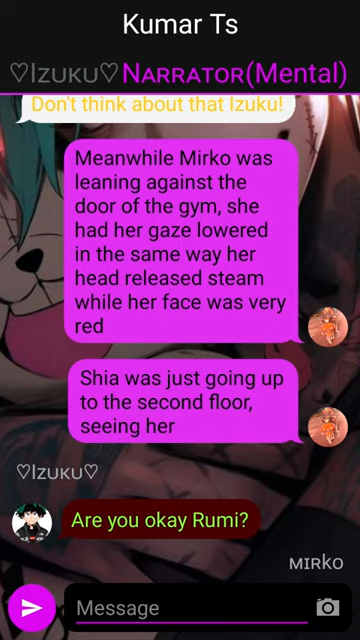 Kumar Ts
♡Izuku♡Narrator(Mental)
Don't think about that Izuku!
Meanwhile Mirko was
leaning against the
door of the gym, she
had her gaze lowered
in the same way her
head released steam
while her face was very
red
Shia was just going up
to the second floor,
seeing her
♡Izuku♡
Are you okay Rumi?
Mirko
Message